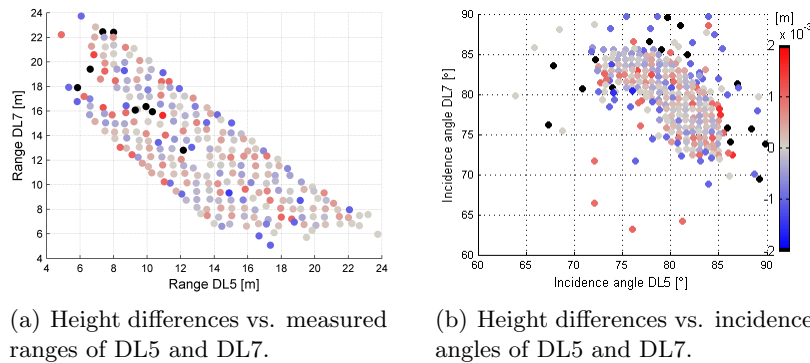 24
22
20
18
16
14
12
10
8
6
4
Range DL7 [m]
4 6 8 10 12 14 16 18 20 22 24
Range DL5 [m]
90
85
80
75
70
65
60
Incidence angle DL7 [°]
60 65 70 75 80 85 90
Incidence angle DL5 [°]
[m]
x 10⁻³
2
0
-2
(a) Height differences vs. measured
ranges of DL5 and DL7.
(b) Height differences vs. incidence
angles of DL5 and DL7.